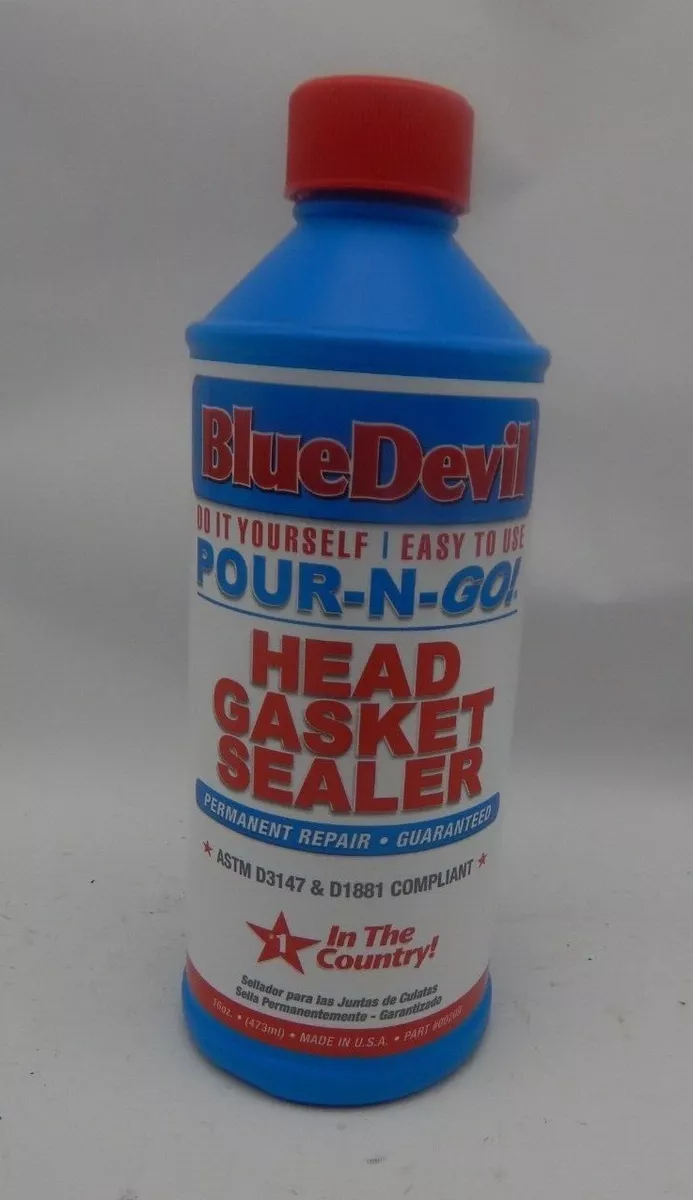 BlueDevil
DO IT YOURSELF | EASY TO USE
POUR-N-GO!
HEAD
GASKET
SEALER
PERMANENT REPAIR • GUARANTEED
★ ASTM D3147 & D1881 COMPLIANT ★
#1 In The
Country!
Sellador para las Juntas de Culatas
Sella Permanentemente - Garantizado
16oz. • (473ml) • MADE IN U.S.A. • PART